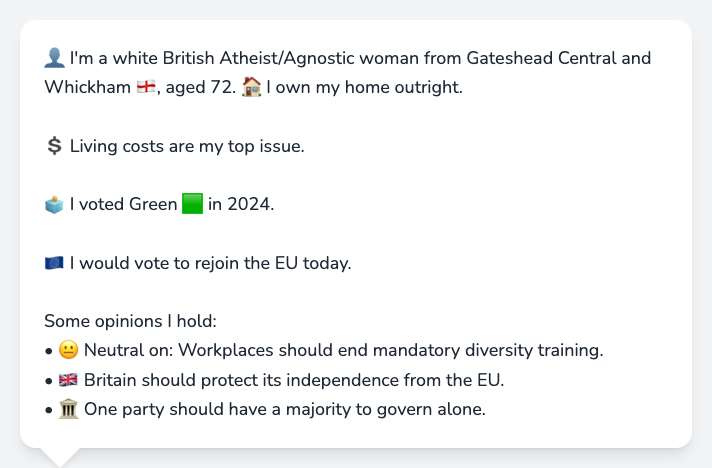 👤 I'm a white British Atheist/Agnostic woman from Gateshead Central and
Whickham 🏴󠁧󠁢󠁥󠁮󠁧󠁿, aged 72. 🏠 I own my home outright.
💲 Living costs are my top issue.
🗳️ I voted Green 🟩 in 2024.
🇪🇺 I would vote to rejoin the EU today.
Some opinions I hold:
• 😐 Neutral on: Workplaces should end mandatory diversity training.
• 🇬🇧 Britain should protect its independence from the EU.
• 🏛️ One party should have a majority to govern alone.